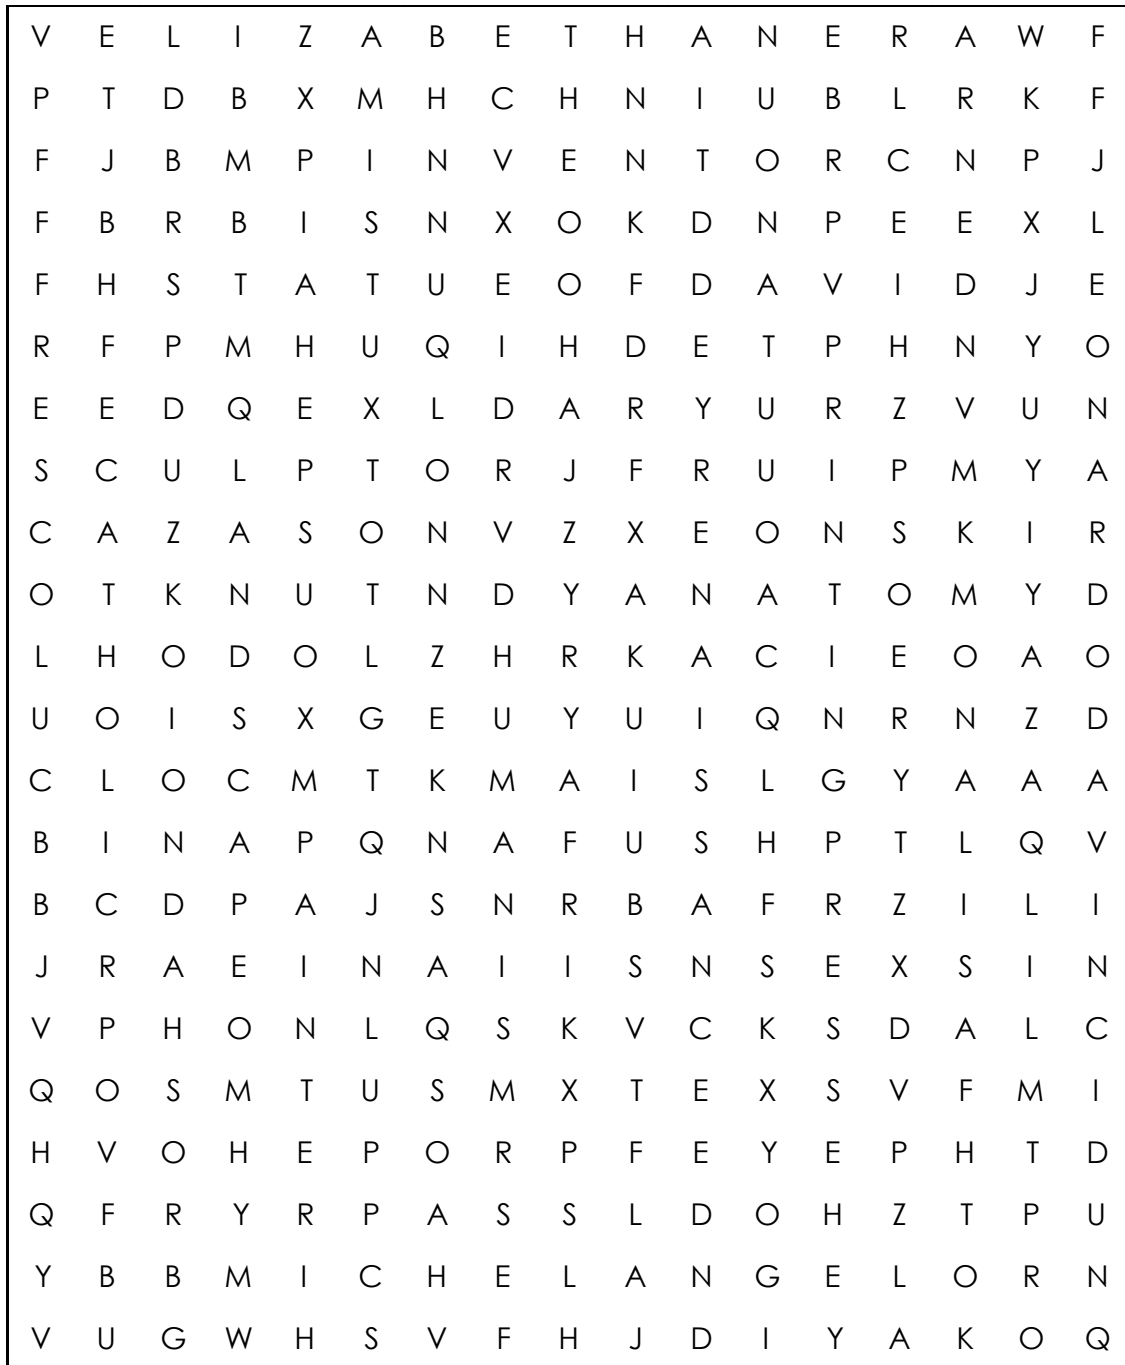 V E L I Z A B E T H A N E R A W F
P T D B X M H C H N I U B L R K F
F J B M P I N V E N T O R C N P J
F B R B I S N X O K D N P E E X L
F H S T A T U E O F D A V I D J E
R F P M H U Q I H D E T P H N Y O
E E D Q E X L D A R Y U R Z V U N
S C U L P T O R J F R U I P M Y A
C A Z A S O N V Z X E O N S K I R
O T K N U T N D Y A N A T O M Y D
L H O D O L Z H R K A C I E O A O
U O I S X G E U Y U I Q N R N Z D
C L O C M T K M A I S L G Y A A A
B I N A P Q N A F U S H P T L Q V
B C D P A J S N R B A F R Z I L I
J R A E I N A I I S N S E X S I N
V P H O N L Q S K V C K S D A L C
Q O S M T U S M X T E X S V F M I
H V O H E P O R P F E Y E P H T D
Q F R Y R P A S S L D O H Z T P U
Y B B M I C H E L A N G E L O R N
V U G W H S V F H J D I Y A K O Q